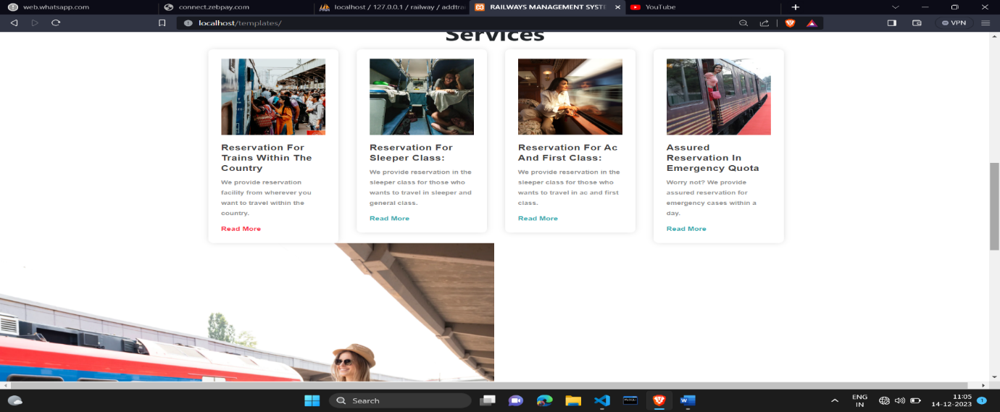 web.whatsapp.com
connect.zebpay.com
localhost / 127.0.0.1 / railway / addtra
RAILWAYS MANAGEMENT SYST
YouTube
localhost/templates/
VPN
Services
Reservation For
Trains Within The
Country
We provide reservation
facility from wherever you
want to travel within the
country.
Read More
Reservation For
Sleeper Class:
We provide reservation in the
sleeper class for those who
wants to travel in sleeper and
general class.
Read More
Reservation For Ac
And First Class:
We provide reservation in the
sleeper class for those who
wants to travel in ac and first
class.
Read More
Assured
Reservation In
Emergency Quota
Worry not? We provide
assured reservation for
emergency cases within a
day.
Read More
Search
ENG
IN
11:05
14-12-2023
1